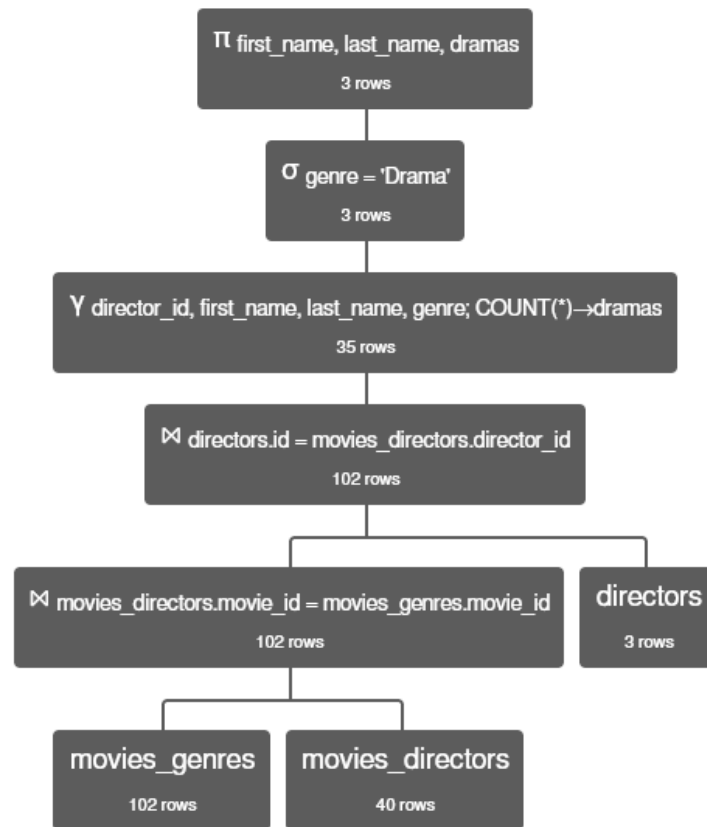 π first_name, last_name, dramas
3 rows
σ genre = 'Drama'
3 rows
γ director_id, first_name, last_name, genre; COUNT(*)→dramas
35 rows
⋈ directors.id = movies_directors.director_id
102 rows
⋈ movies_directors.movie_id = movies_genres.movie_id
102 rows
directors
3 rows
movies_genres
102 rows
movies_directors
40 rows